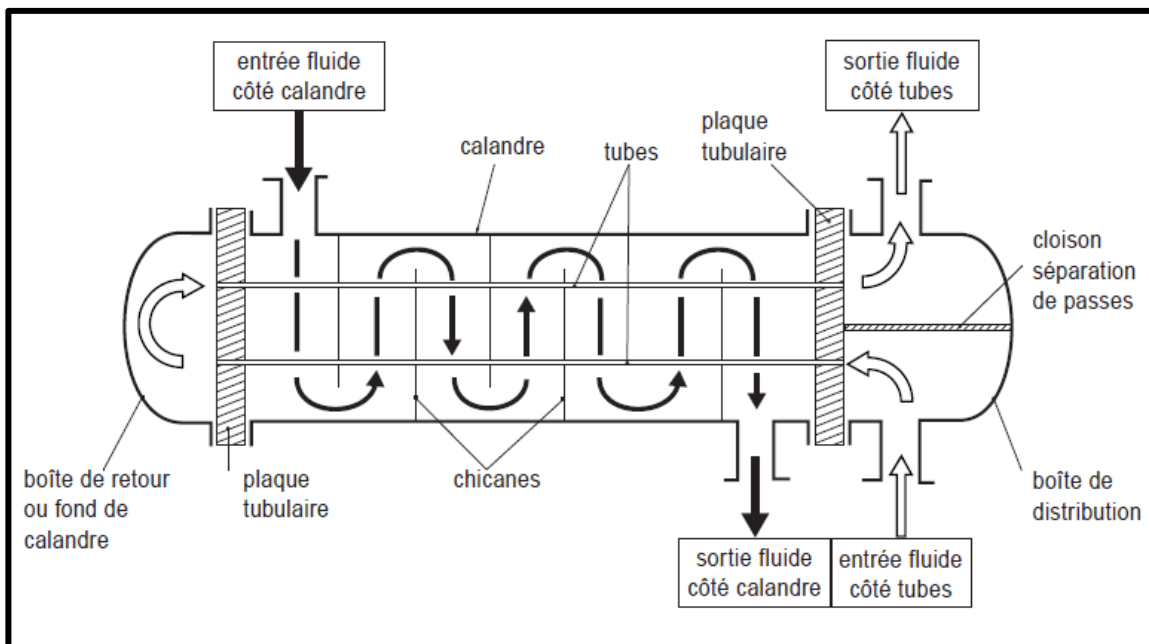 entrée fluide
côté calandre
sortie fluide
côté tubes
calandre
tubes
plaque
tubulaire
cloison
séparation
de passes
boîte de retour
ou fond de
calandre
plaque
tubulaire
chicanes
boîte de
distribution
sortie fluide
côté calandre
entrée fluide
côté tubes